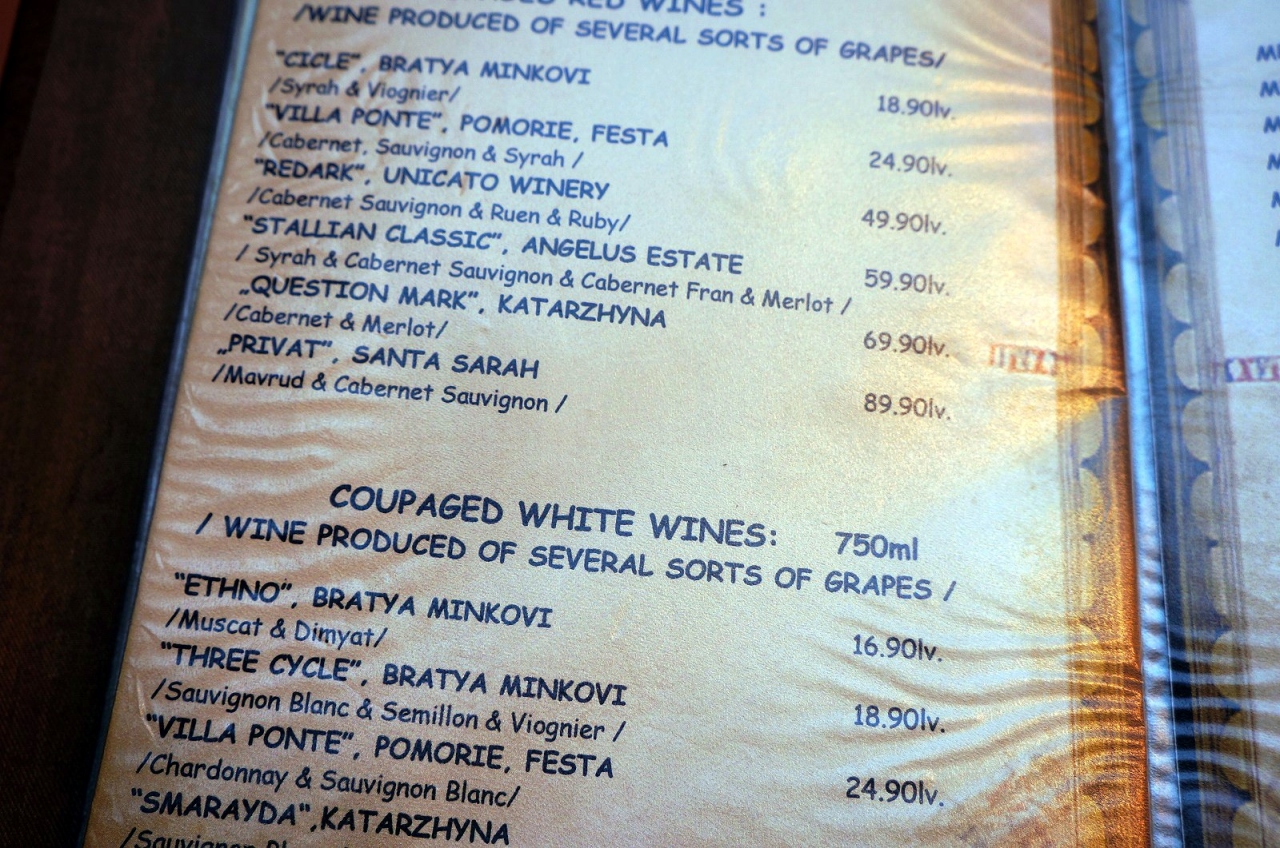 RED WINES :
/WINE PRODUCED OF SEVERAL SORTS OF GRAPES/
"CICLE", BRATYA MINKOVI
/Syrah & Viognier/ 18.90lv.
"VILLA PONTE", POMORIE, FESTA
/Cabernet, Sauvignon & Syrah / 24.90lv.
"REDARK", UNICATO WINERY
/Cabernet Sauvignon & Ruen & Ruby/ 49.90lv.
"STALLIAN CLASSIC", ANGELUS ESTATE
/ Syrah & Cabernet Sauvignon & Cabernet Fran & Merlot / 59.90lv.
„QUESTION MARK", KATARZHYNA
/Cabernet & Merlot/ 69.90lv.
„PRIVAT", SANTA SARAH
/Mavrud & Cabernet Sauvignon / 89.90lv.
COUPAGED WHITE WINES: 750ml
/ WINE PRODUCED OF SEVERAL SORTS OF GRAPES /
"ETHNO", BRATYA MINKOVI
/Muscat & Dimyat/ 16.90lv.
"THREE CYCLE", BRATYA MINKOVI
/Sauvignon Blanc & Semillon & Viognier / 18.90lv.
"VILLA PONTE", POMORIE, FESTA
/Chardonnay & Sauvignon Blanc/ 24.90lv.
"SMARAYDA",KATARZHYNA
/Sauvignon